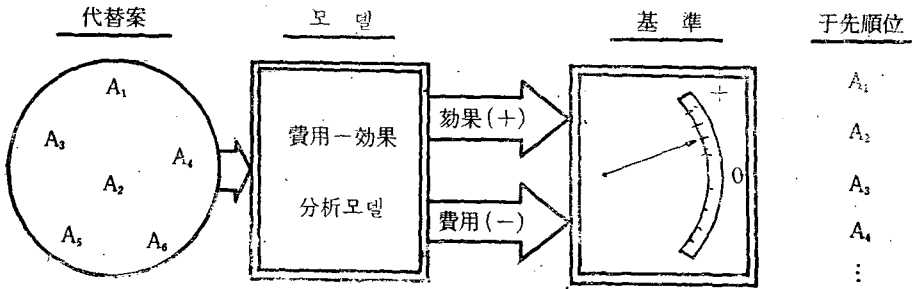 代替案
모 델
基 準
于先順位
A₁
A₃
A₄
A₂
A₅
A₆
費用-効果
分析모델
効果(+)
費用(-)
+
0
A₁
A₂
A₃
A₄
⋮